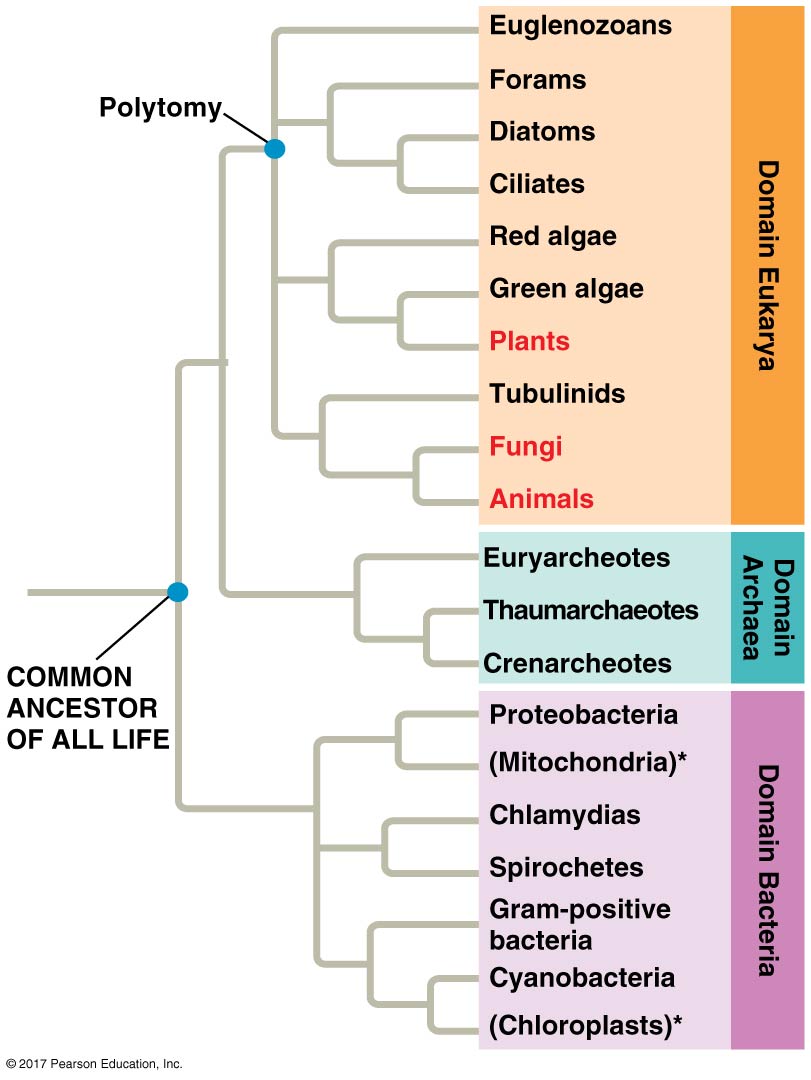 Euglenozoans
Forams
Polytomy
Diatoms
Ciliates
Red algae
Green algae
Plants
Tubulinids
Fungi
Animals
Domain Eukarya
Euryarcheotes
Thaumarchaeotes
Crenarcheotes
Domain
Archaea
COMMON
ANCESTOR
OF ALL LIFE
Proteobacteria
(Mitochondria)*
Chlamydias
Spirochetes
Gram-positive
bacteria
Cyanobacteria
(Chloroplasts)*
Domain Bacteria
© 2017 Pearson Education, Inc.